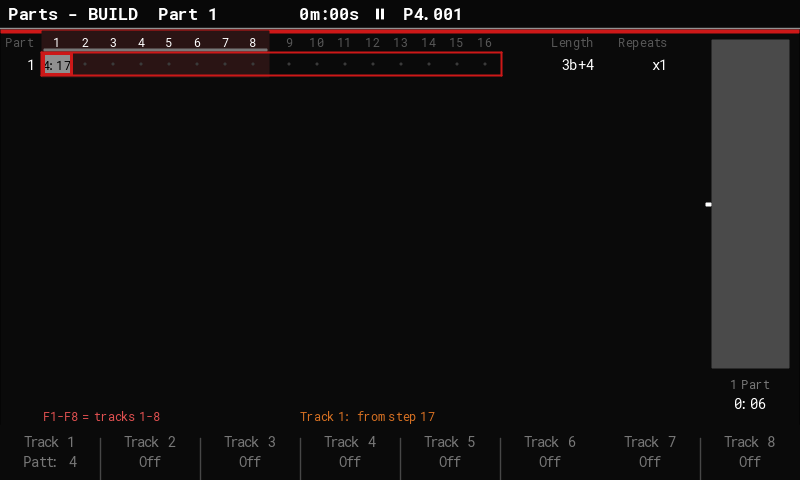 Parts - BUILD Part 1 0m:00s P4.001
Part 1 2 3 4 5 6 7 8 9 10 11 12 13 14 15 16 Length Repeats
1 4:17 3b+4 x1
1 Part
0:06
F1-F8 = tracks 1-8 Track 1: from step 17
Track 1 Track 2 Track 3 Track 4 Track 5 Track 6 Track 7 Track 8
Patt: 4 Off Off Off Off Off Off Off